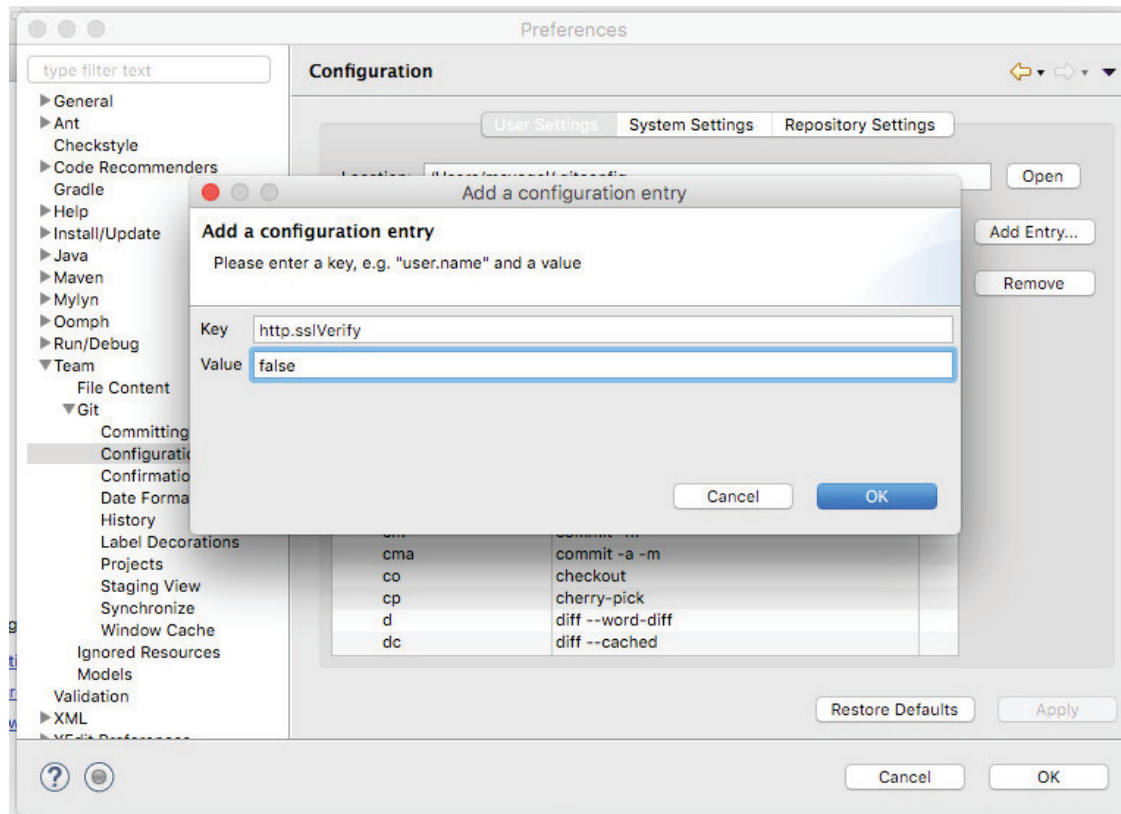 Preferences
type filter text
Configuration
General
Ant
Checkstyle
Code Recommenders
Gradle
Help
Install/Update
Java
Maven
Mylyn
Oomph
Run/Debug
Team
File Content
Git
Committing
Configuratio
Confirmatio
Date Forma
History
Label Decorations
Projects
Staging View
Synchronize
Window Cache
Ignored Resources
Models
Validation
XML
User Settings System Settings Repository Settings
Open
Add Entry...
Remove
Add a configuration entry
Add a configuration entry
Please enter a key, e.g. "user.name" and a value
Key http.sslVerify
Value false
Cancel OK
cma commit -a -m
co checkout
cp cherry-pick
d diff --word-diff
dc diff --cached
Restore Defaults Apply
? Cancel OK